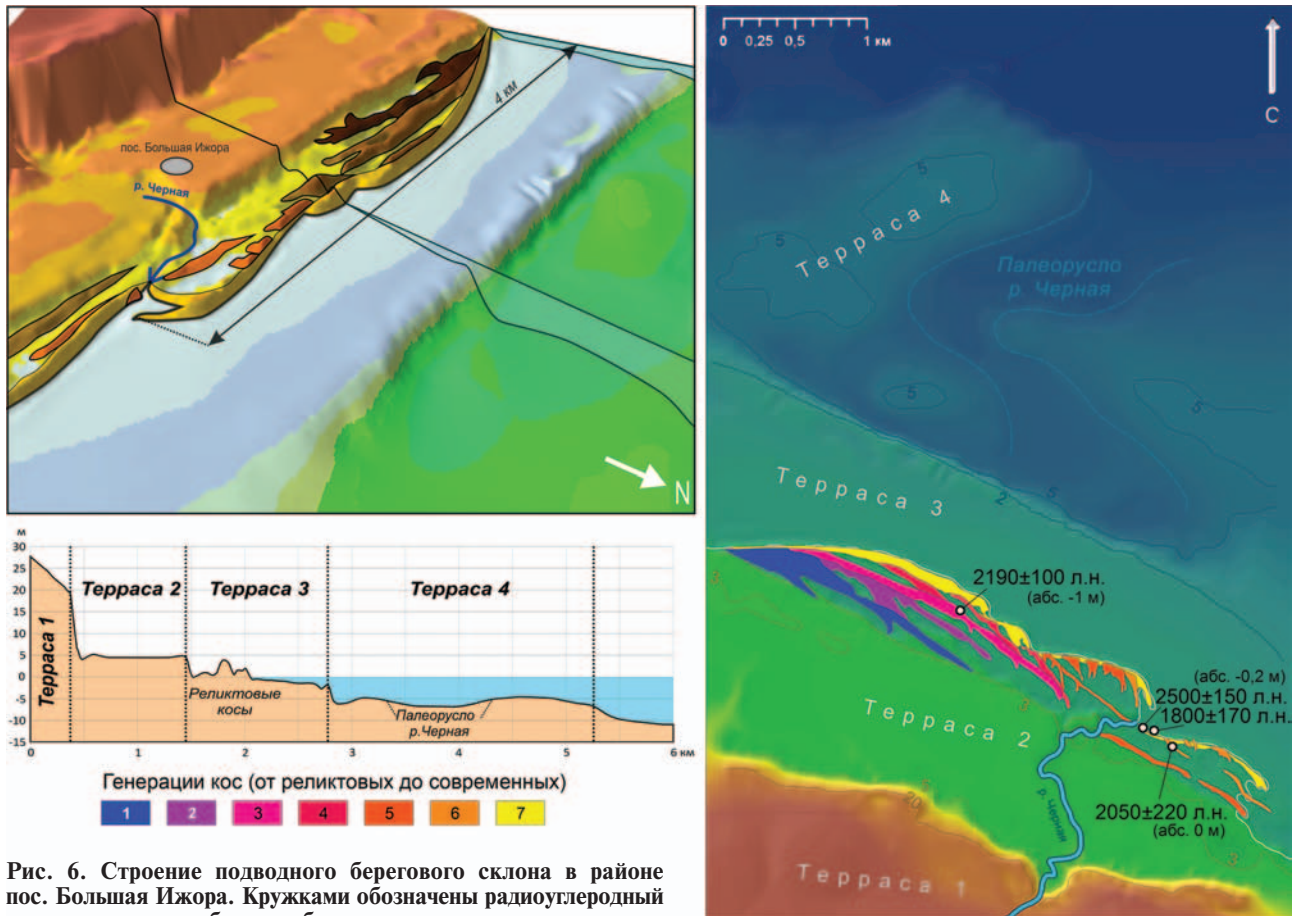 пос. Большая Ижора
р. Черная
4 км
N
м
30
25
20
15
10
5
0
-5
-10
-15
Терраса 1
Терраса 2
Терраса 3
Терраса 4
Реликтовые
косы
Палеорусло
р.Черная
0
1
2
3
4
5
6 км
Генерации кос (от реликтовых до современных)
1
2
3
4
5
6
7
Рис. 6. Строение подводного берегового склона в районе
пос. Большая Ижора. Кружками обозначены радиоуглеродный
0 0,25 0,5 1 км
С
5
Терраса 4
5
Палеорусло
р. Черная
5
5
Терраса 3
2
5
3
2190±100 л.н.
(абс. -1 м)
(абс. -0,2 м)
2500±150 л.н.
1800±170 л.н.
Терраса 2
2050±220 л.н.
(абс. 0 м)
20
р. Черная
3
Терраса 1